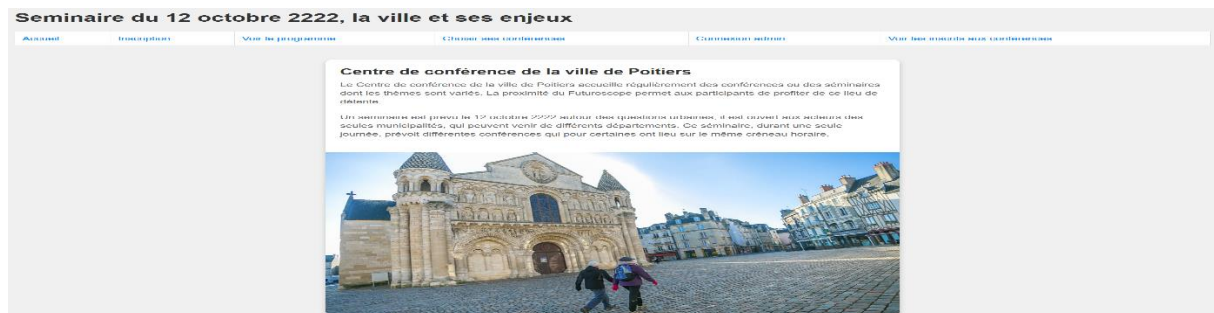 Seminaire du 12 octobre 2222, la ville et ses enjeux
Accueil Inscription Voir le programme Choisir ses conférences Connexion admin Voir les inscrits aux conférences
Centre de conférence de la ville de Poitiers
Le Centre de conférence de la ville de Poitiers accueille régulièrement des conférences ou des séminaires
dont les thèmes sont variés. La proximité du Futuroscope permet aux participants de profiter de ce lieu de
détente.
Un seminaire est prévu le 12 octobre 2222 autour des questions urbaines, il est ouvert aux acteurs des
seules municipalités, qui peuvent venir de différents départements. Ce séminaire, durant une seule
journée, prévoit différentes conférences qui pour certaines ont lieu sur le même créneau horaire.